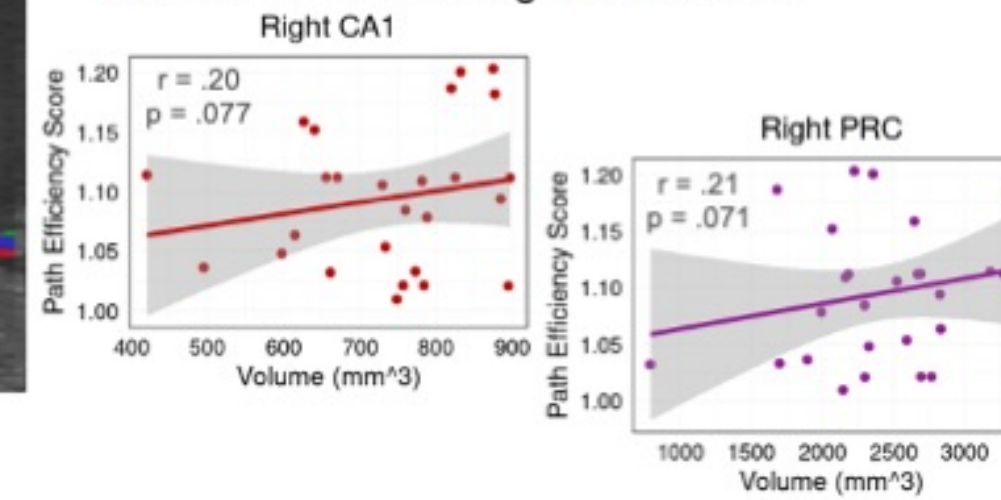 Right CA1
r = .20
p = .077
Path Efficiency Score
1.20
1.15
1.10
1.05
1.00
400 500 600 700 800 900
Volume (mm^3)
Right PRC
r = .21
p = .071
Path Efficiency Score
1.20
1.15
1.10
1.05
1.00
1000 1500 2000 2500 3000
Volume (mm^3)